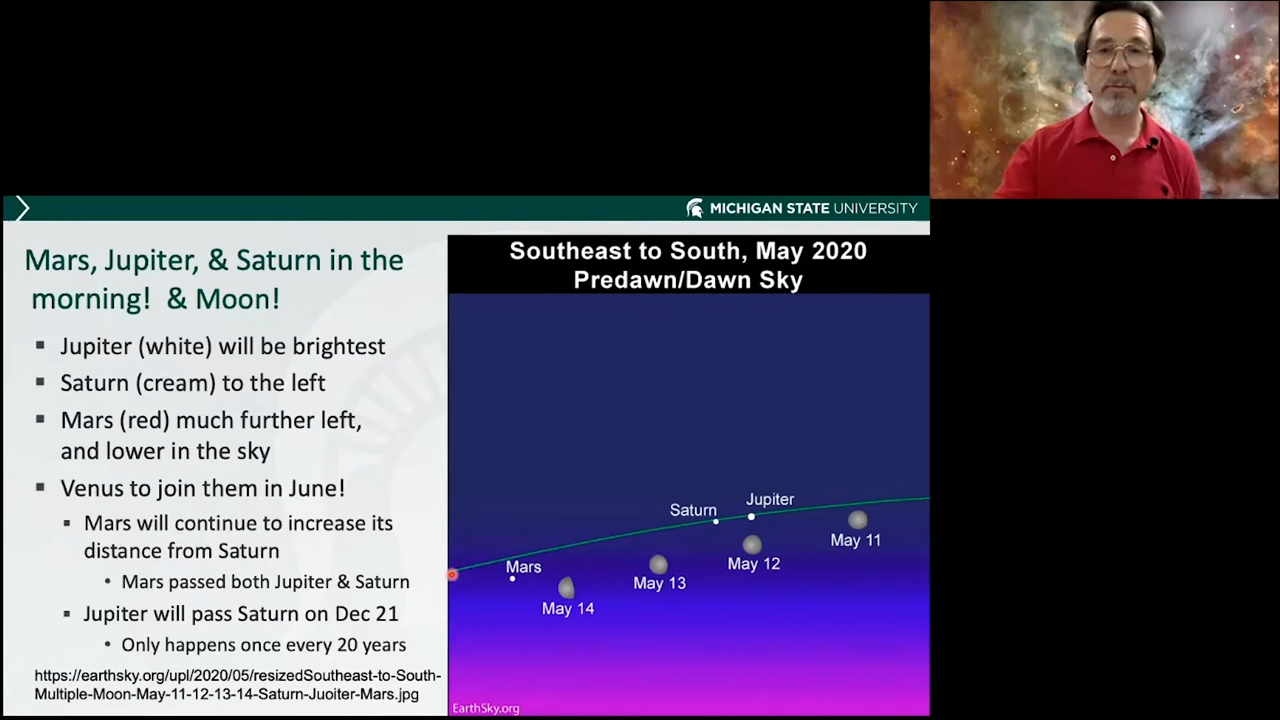 MICHIGAN STATE UNIVERSITY
Mars, Jupiter, & Saturn in the
morning! & Moon!
▪ Jupiter (white) will be brightest
▪ Saturn (cream) to the left
▪ Mars (red) much further left,
and lower in the sky
▪ Venus to join them in June!
▪ Mars will continue to increase its
distance from Saturn
• Mars passed both Jupiter & Saturn
▪ Jupiter will pass Saturn on Dec 21
• Only happens once every 20 years
https://earthsky.org/upl/2020/05/resizedSoutheast-to-South-
Multiple-Moon-May-11-12-13-14-Saturn-Juoiter-Mars.jpg
Southeast to South, May 2020
Predawn/Dawn Sky
Jupiter
Saturn
May 11
May 12
Mars
May 13
May 14
EarthSky.org